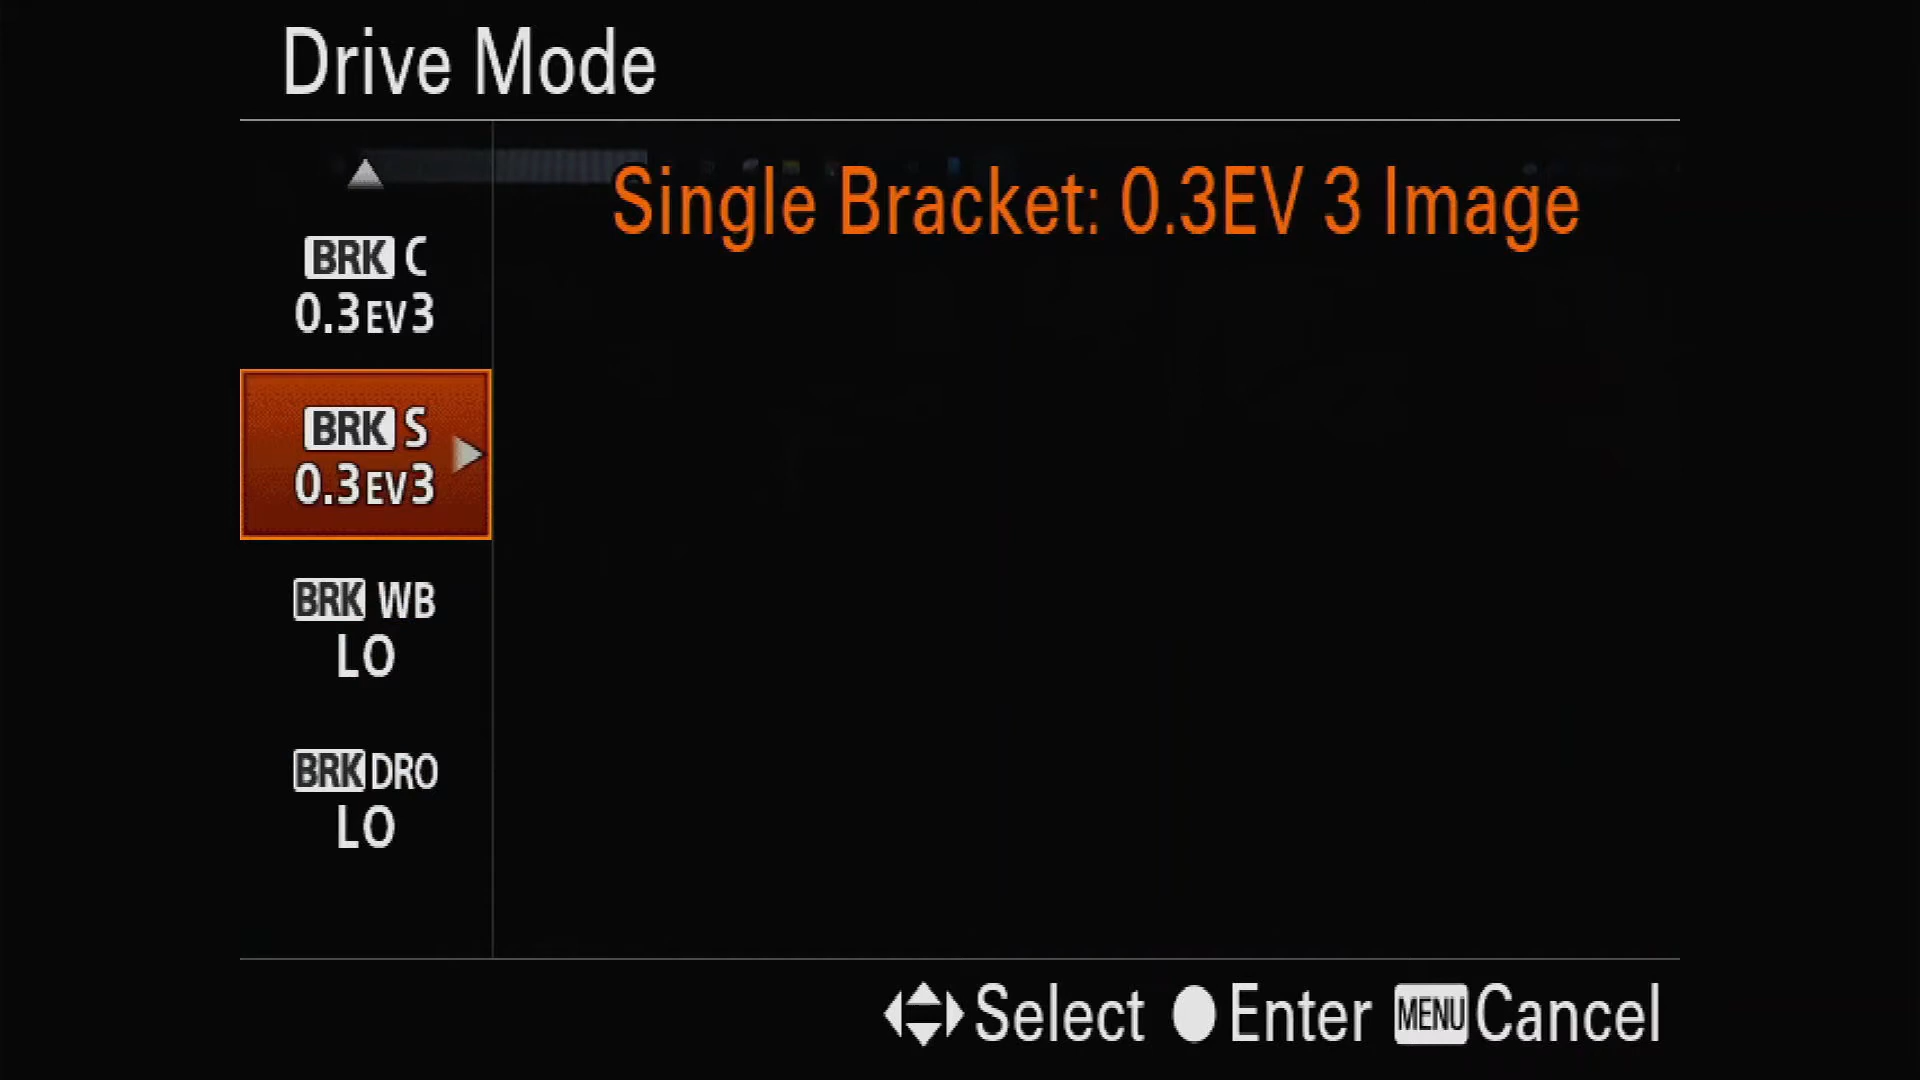 Drive Mode
Single Bracket: 0.3EV 3 Image
BRK C
0.3EV3
BRK S
0.3EV3
BRK WB
LO
BRK DRO
LO
Select Enter MENU Cancel